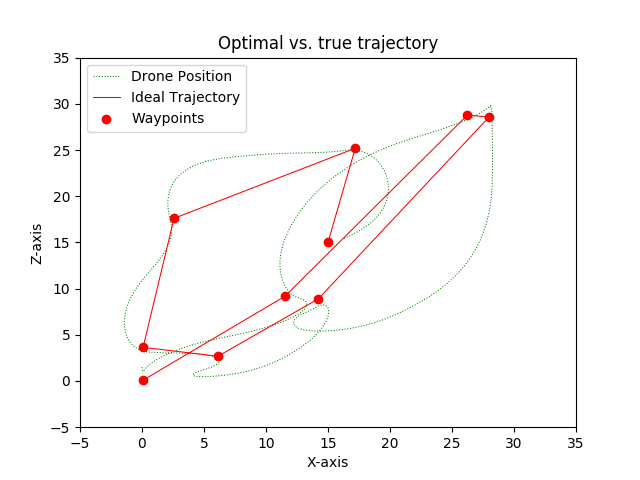 Optimal vs. true trajectory
Drone Position
Ideal Trajectory
Waypoints
35
30
25
20
15
10
5
0
−5
Z-axis
−5 0 5 10 15 20 25 30 35
X-axis